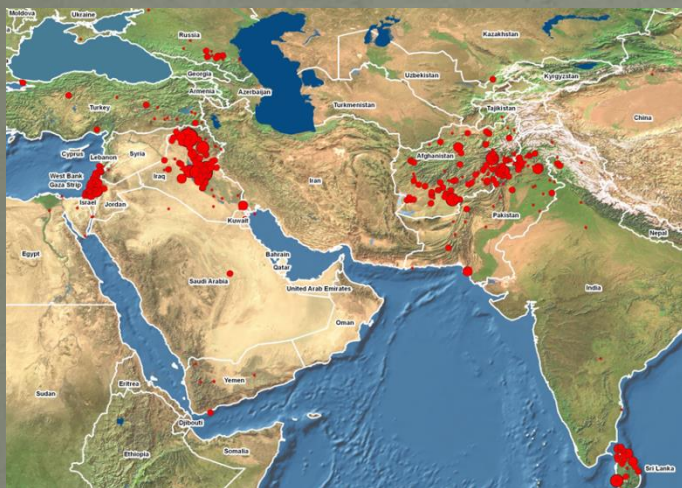 Moldova
Ukraine
Russia
Kazakhstan
Georgia
Uzbekistan
Kyrgyzstan
Armenia
Azerbaijan
Turkey
Turkmenistan
Tajikistan
China
Cyprus
Lebanon
Syria
Afghanistan
West Bank
Gaza Strip
Iraq
Iran
Israel
Jordan
Pakistan
Kuwait
Nepal
Egypt
Bahrain
Qatar
Saudi Arabia
United Arab Emirates
India
Oman
Sudan
Eritrea
Yemen
Djibouti
Ethiopia
Somalia
Sri Lanka